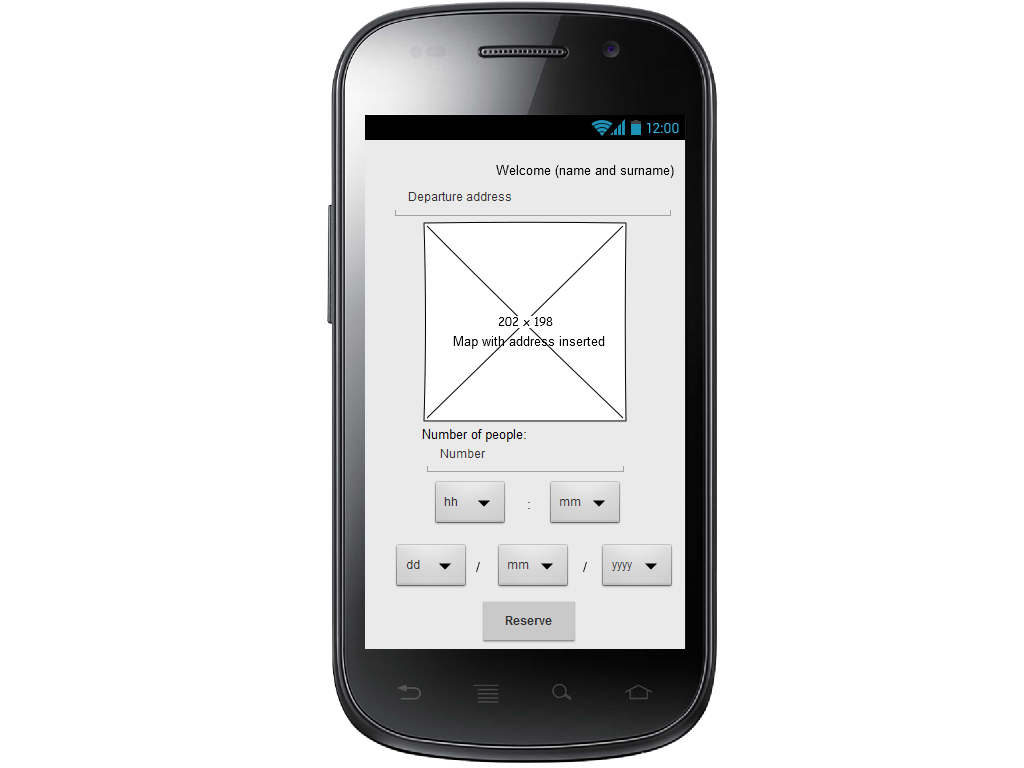 12:00
Welcome (name and surname)
Departure address
202 x 198
Map with address inserted
Number of people:
Number
hh : mm
dd / mm / yyyy
Reserve